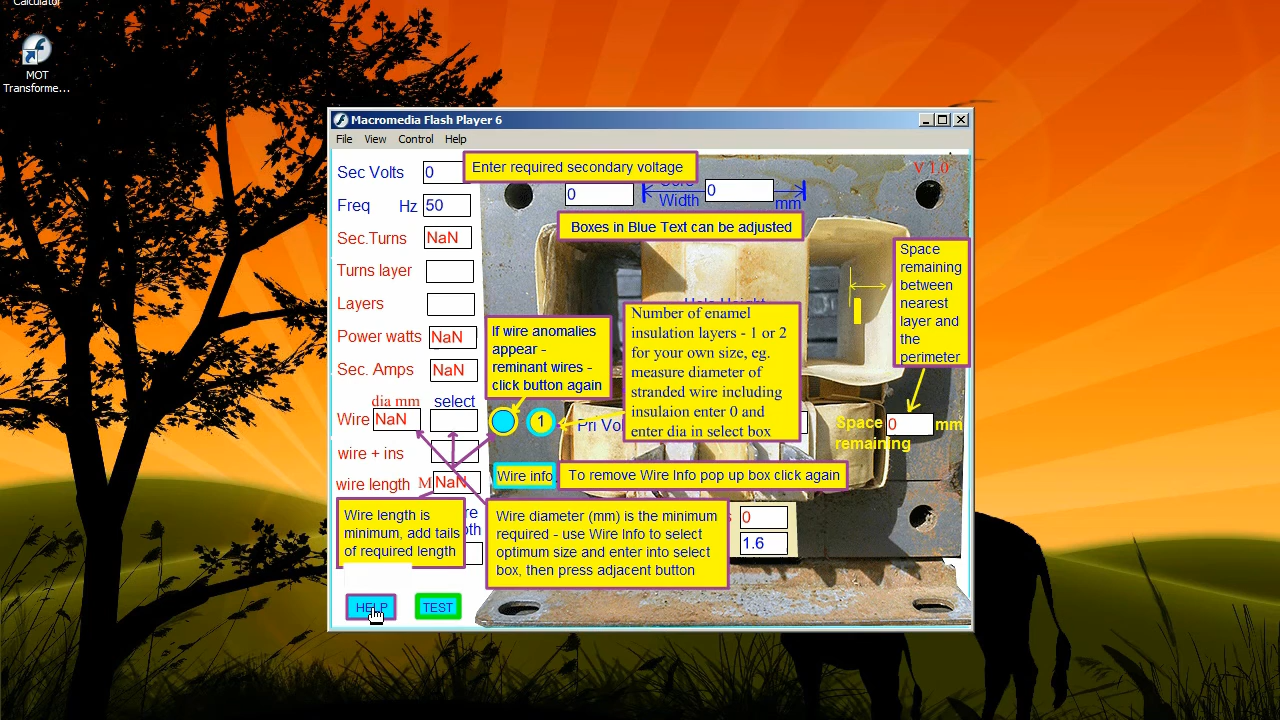 Calculator
MOT
Transforme...
Macromedia Flash Player 6
File View Control Help
Sec Volts 0
Enter required secondary voltage
V 1.0
0
Width 0 mm
Freq Hz 50
Boxes in Blue Text can be adjusted
Sec.Turns NaN
Turns layer
Layers
Power watts NaN
Sec. Amps NaN
Space
remaining
between
nearest
layer and
the
perimeter
Hole Height
Number of enamel
insulation layers - 1 or 2
for your own size, eg.
measure diameter of
stranded wire including
insulaion enter 0 and
enter dia in select box
If wire anomalies
appear -
reminant wires -
click button again
dia mm select
Wire NaN
1
Pri Vol
Space 0 mm
remaining
wire + ins
Wire info
To remove Wire Info pop up box click again
wire length M NaN
Wire length is
minimum, add tails
of required length
Wire diameter (mm) is the minimum
required - use Wire Info to select
optimum size and enter into select
box, then press adjacent button
0
1.6
HELP TEST